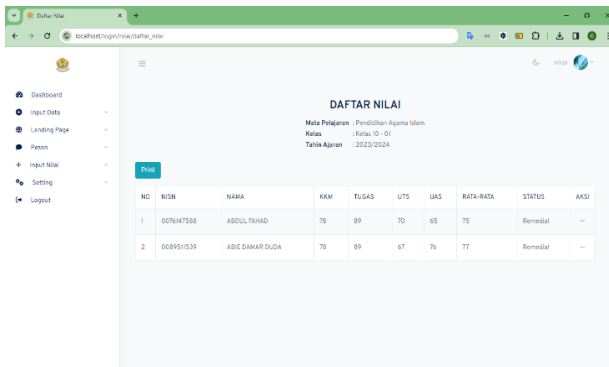 Daftar Nilai
localhost/login/nilai/daftar_nilai
yoga
Dashboard
Input Data
Landing Page
Pesan
Input Nilai
Setting
Logout
DAFTAR NILAI
Mata Pelajaran : Pendidikan Agama Islam
Kelas : Kelas 10 - 01
Tahin Ajaran : 2023/2024
Print
NO NISN NAMA KKM TUGAS UTS UAS RATA-RATA STATUS AKSI
1 0076147588 ABDUL FAHAD 78 89 70 65 75 Remedial ---
2 0089511539 ABIE DAMAR DUDA 78 89 67 76 77 Remedial ---